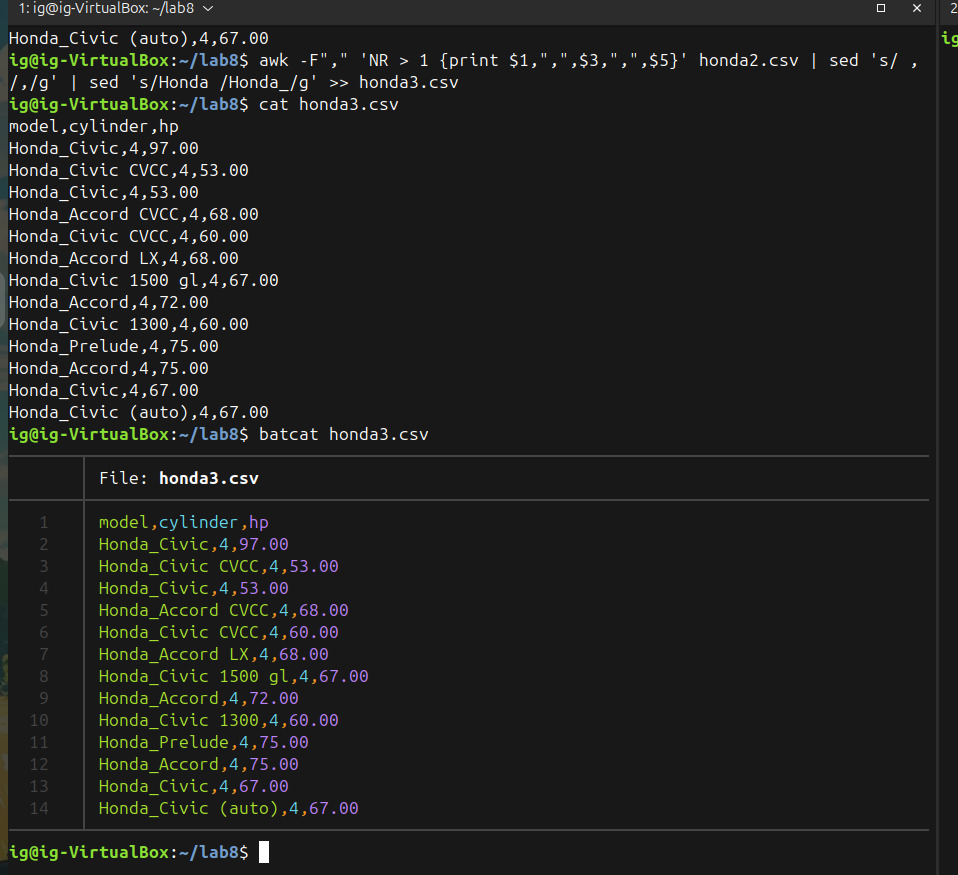 1: ig@ig-VirtualBox: ~/lab8
2
Honda_Civic (auto),4,67.00
ig
ig@ig-VirtualBox:~/lab8$ awk -F"," 'NR > 1 {print $1,",",$3,",",$5}' honda2.csv | sed 's/ ,
/,/g' | sed 's/Honda /Honda_/g' >> honda3.csv
ig@ig-VirtualBox:~/lab8$ cat honda3.csv
model,cylinder,hp
Honda_Civic,4,97.00
Honda_Civic CVCC,4,53.00
Honda_Civic,4,53.00
Honda_Accord CVCC,4,68.00
Honda_Civic CVCC,4,60.00
Honda_Accord LX,4,68.00
Honda_Civic 1500 gl,4,67.00
Honda_Accord,4,72.00
Honda_Civic 1300,4,60.00
Honda_Prelude,4,75.00
Honda_Accord,4,75.00
Honda_Civic,4,67.00
Honda_Civic (auto),4,67.00
ig@ig-VirtualBox:~/lab8$ batcat honda3.csv
File: honda3.csv
1 model,cylinder,hp
2 Honda_Civic,4,97.00
3 Honda_Civic CVCC,4,53.00
4 Honda_Civic,4,53.00
5 Honda_Accord CVCC,4,68.00
6 Honda_Civic CVCC,4,60.00
7 Honda_Accord LX,4,68.00
8 Honda_Civic 1500 gl,4,67.00
9 Honda_Accord,4,72.00
10 Honda_Civic 1300,4,60.00
11 Honda_Prelude,4,75.00
12 Honda_Accord,4,75.00
13 Honda_Civic,4,67.00
14 Honda_Civic (auto),4,67.00
ig@ig-VirtualBox:~/lab8$